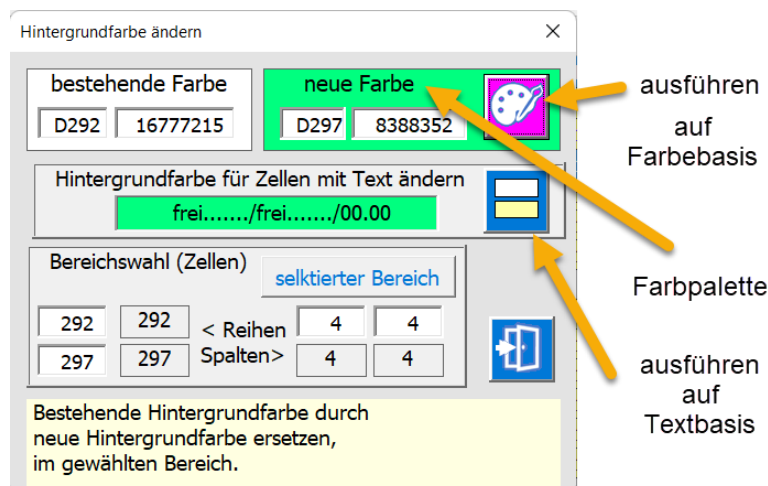 Hintergrundfarbe ändern
bestehende Farbe
neue Farbe
D292 16777215
D297 8388352
ausführen
auf
Farbebasis
Hintergrundfarbe für Zellen mit Text ändern
frei......./frei......./00.00
Bereichswahl (Zellen)
selktierter Bereich
292 292 < Reihen 4 4
297 297 Spalten> 4 4
Farbpalette
ausführen
auf
Textbasis
Bestehende Hintergrundfarbe durch
neue Hintergrundfarbe ersetzen,
im gewählten Bereich.